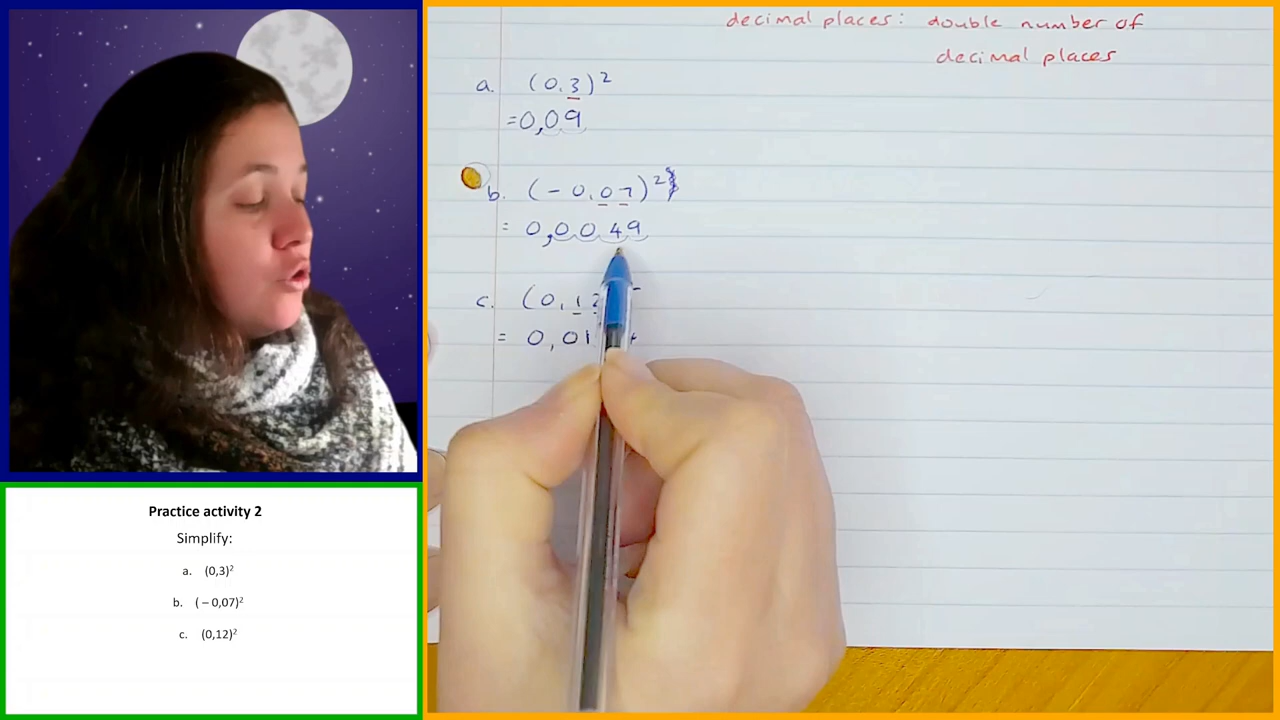 decimal places: double number of
decimal places
a. (0,3)²
=0,09
b. (-0,07)²
= 0,0049
c. (0,1
= 0,01
Practice activity 2
Simplify:
a. (0,3)²
b. (–0,07)²
c. (0,12)²